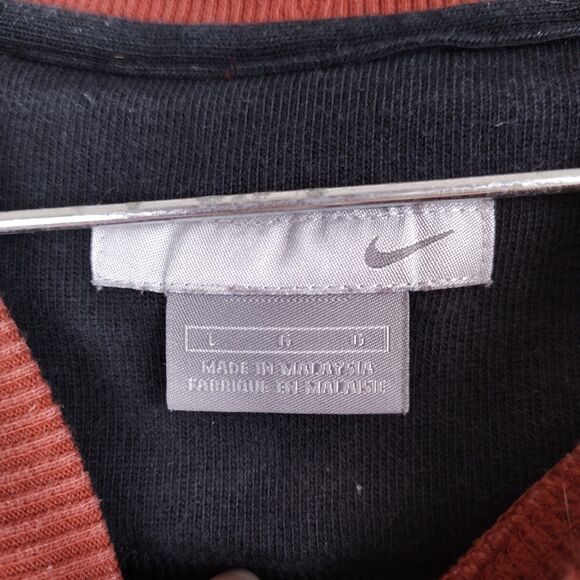 L G G
MADE IN MALAYSIA
FABRIQUE EN MALAISIE